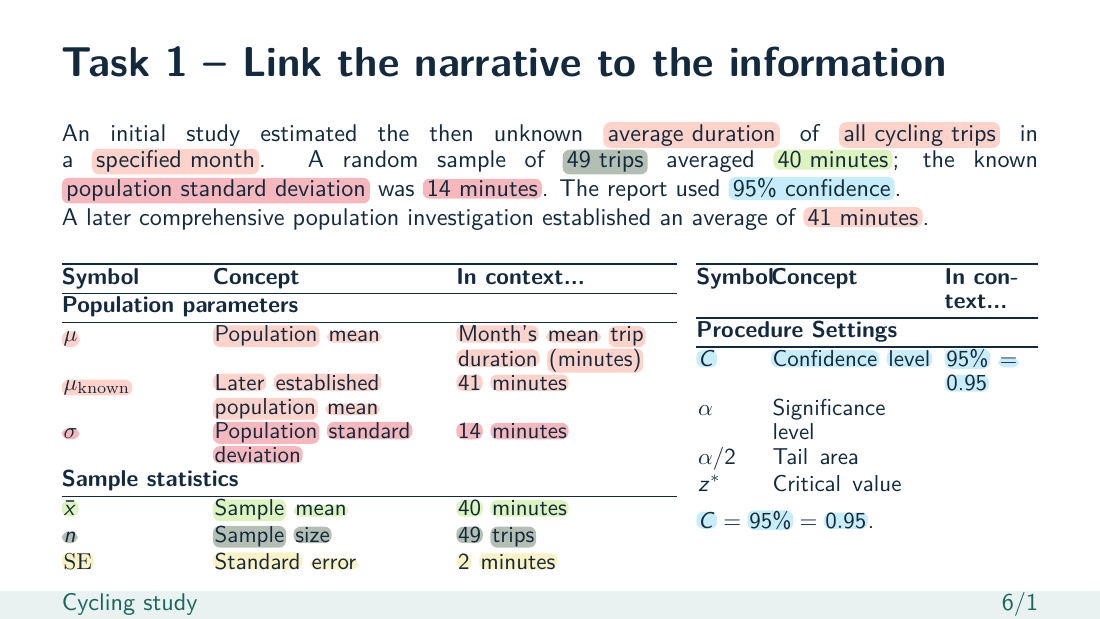 Task 1 – Link the narrative to the information
An initial study estimated the then unknown average duration of all cycling trips in
a specified month. A random sample of 49 trips averaged 40 minutes; the known
population standard deviation was 14 minutes. The report used 95% confidence.
A later comprehensive population investigation established an average of 41 minutes.
Symbol Concept In context...
Population parameters
μ Population mean Month's mean trip
duration (minutes)
μknown Later established 41 minutes
population mean
σ Population standard 14 minutes
deviation
Sample statistics
x̄ Sample mean 40 minutes
n Sample size 49 trips
SE Standard error 2 minutes
Symbol Concept In con-
text...
Procedure Settings
C Confidence level 95% =
0.95
α Significance
level
α/2 Tail area
z* Critical value
C = 95% = 0.95.
Cycling study 6/1